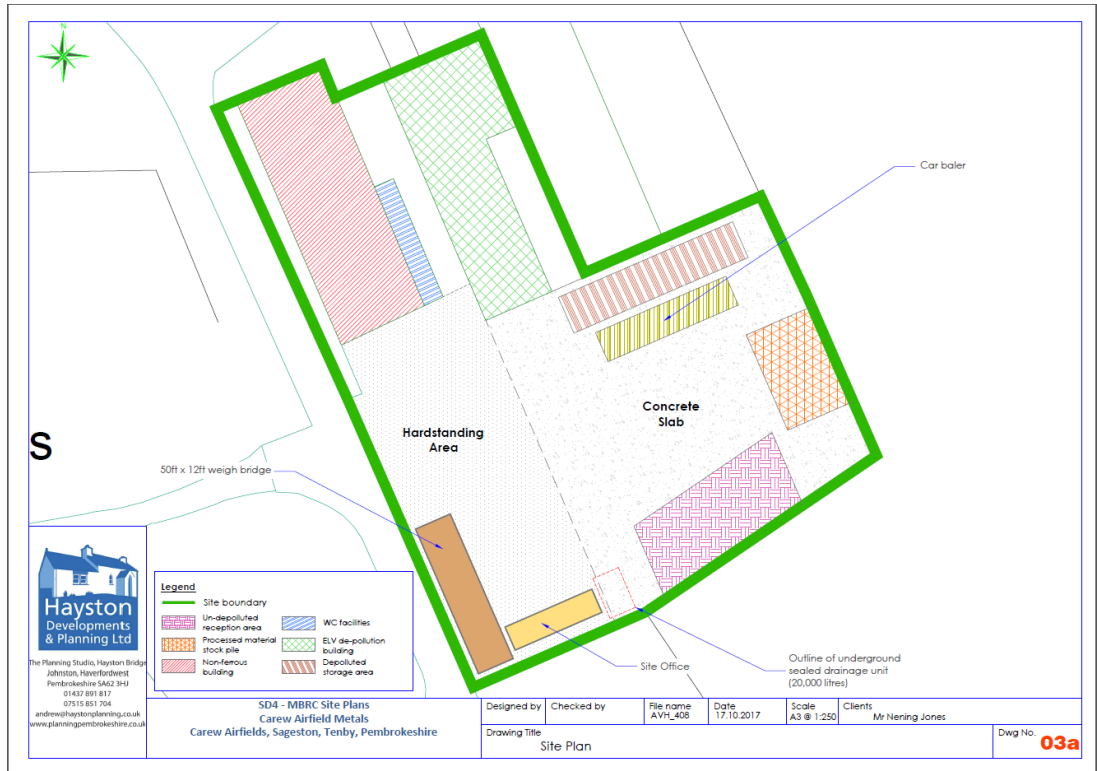 N
Car baler
Concrete
Slab
Hardstanding
Area
S
50ft x 12ft weigh bridge
Site Office
Outline of underground
sealed drainage unit
(20,000 litres)
Legend
Site boundary
Un-depolluted
reception area
WC facilities
Processed material
stock pile
ELV de-pollution
building
Non-ferrous
building
Depolluted
storage area
Hayston
Developments
& Planning Ltd
The Planning Studio, Hayston Bridge
Johnston, Haverfordwest
Pembrokeshire SA62 3HJ
01437 891 817
07515 851 704
andrew@haystonplanning.co.uk
www.planningpembrokeshire.co.uk
SD4 - MBRC Site Plans
Carew Airfield Metals
Carew Airfields, Sageston, Tenby, Pembrokeshire
Designed by
Checked by
File name
AVH_408
Date
17.10.2017
Scale
A3 @ 1:250
Clients
Mr Nening Jones
Drawing Title
Site Plan
Dwg No.
03a